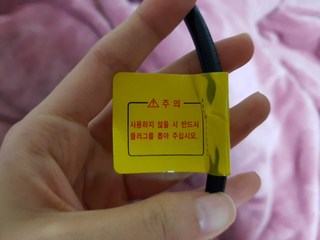 ⚠ 주 의
사용하지 않을 시 반드시
플러그를 뽑아 주십시오.